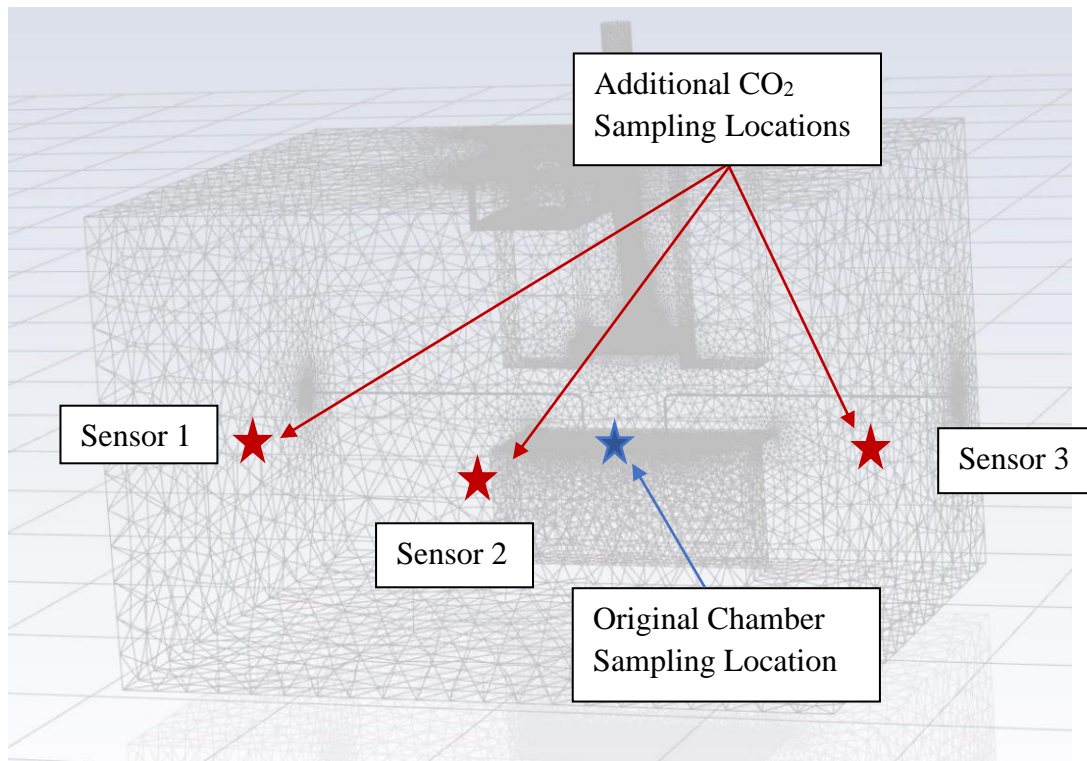 Additional CO₂
Sampling Locations
Sensor 1
Sensor 3
Sensor 2
Original Chamber
Sampling Location